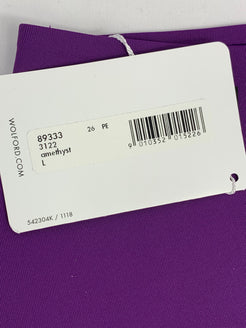 WOLFORD.COM
89333 26 PE
3122
amethyst
L
9 010352 015226
542304K / 1118